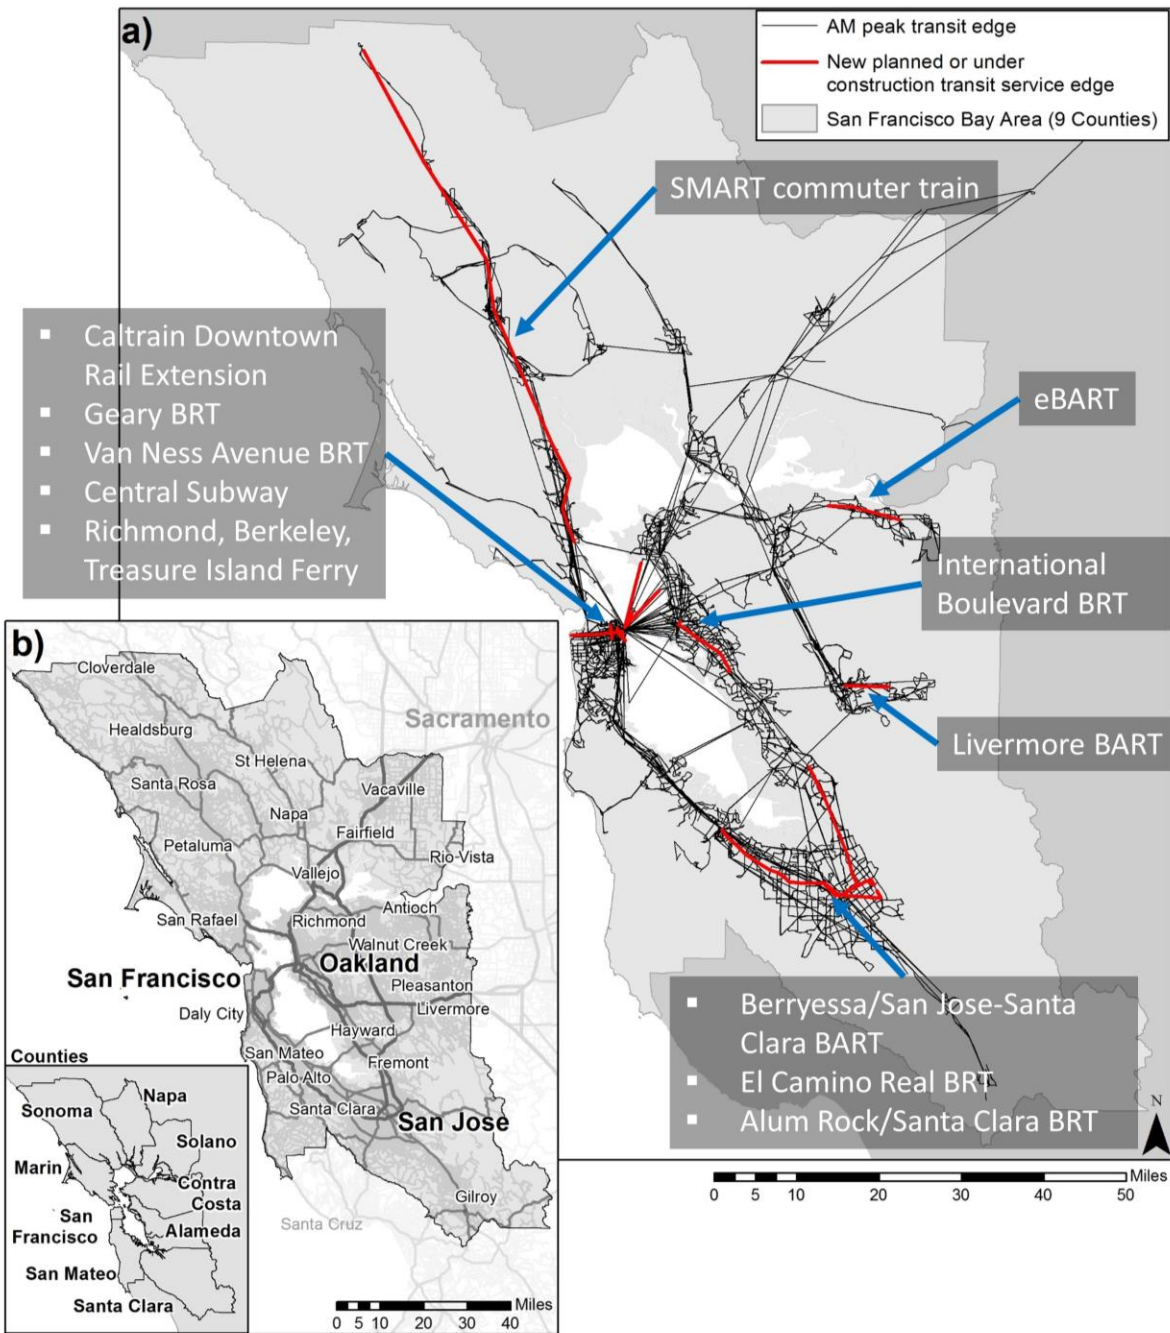 a)
AM peak transit edge
New planned or under
construction transit service edge
San Francisco Bay Area (9 Counties)
SMART commuter train
▪ Caltrain Downtown
Rail Extension
▪ Geary BRT
▪ Van Ness Avenue BRT
▪ Central Subway
▪ Richmond, Berkeley,
Treasure Island Ferry
eBART
International
Boulevard BRT
Livermore BART
▪ Berryessa/San Jose-Santa
Clara BART
▪ El Camino Real BRT
▪ Alum Rock/Santa Clara BRT
N
Miles
0 5 10 20 30 40 50
b)
Cloverdale
Sacramento
Healdsburg
St Helena
Santa Rosa
Vacaville
Napa
Fairfield
Petaluma
Rio Vista
Vallejo
Antioch
San Rafael
Richmond
Walnut Creek
Oakland
San Francisco
Pleasanton
Livermore
Daly City
Hayward
San Mateo
Fremont
Palo Alto
Santa Clara
San Jose
Gilroy
Santa Cruz
Miles
0 5 10 20 30 40
Counties
Napa
Sonoma
Solano
Marin
Contra
Costa
San
Francisco
Alameda
San Mateo
Santa Clara